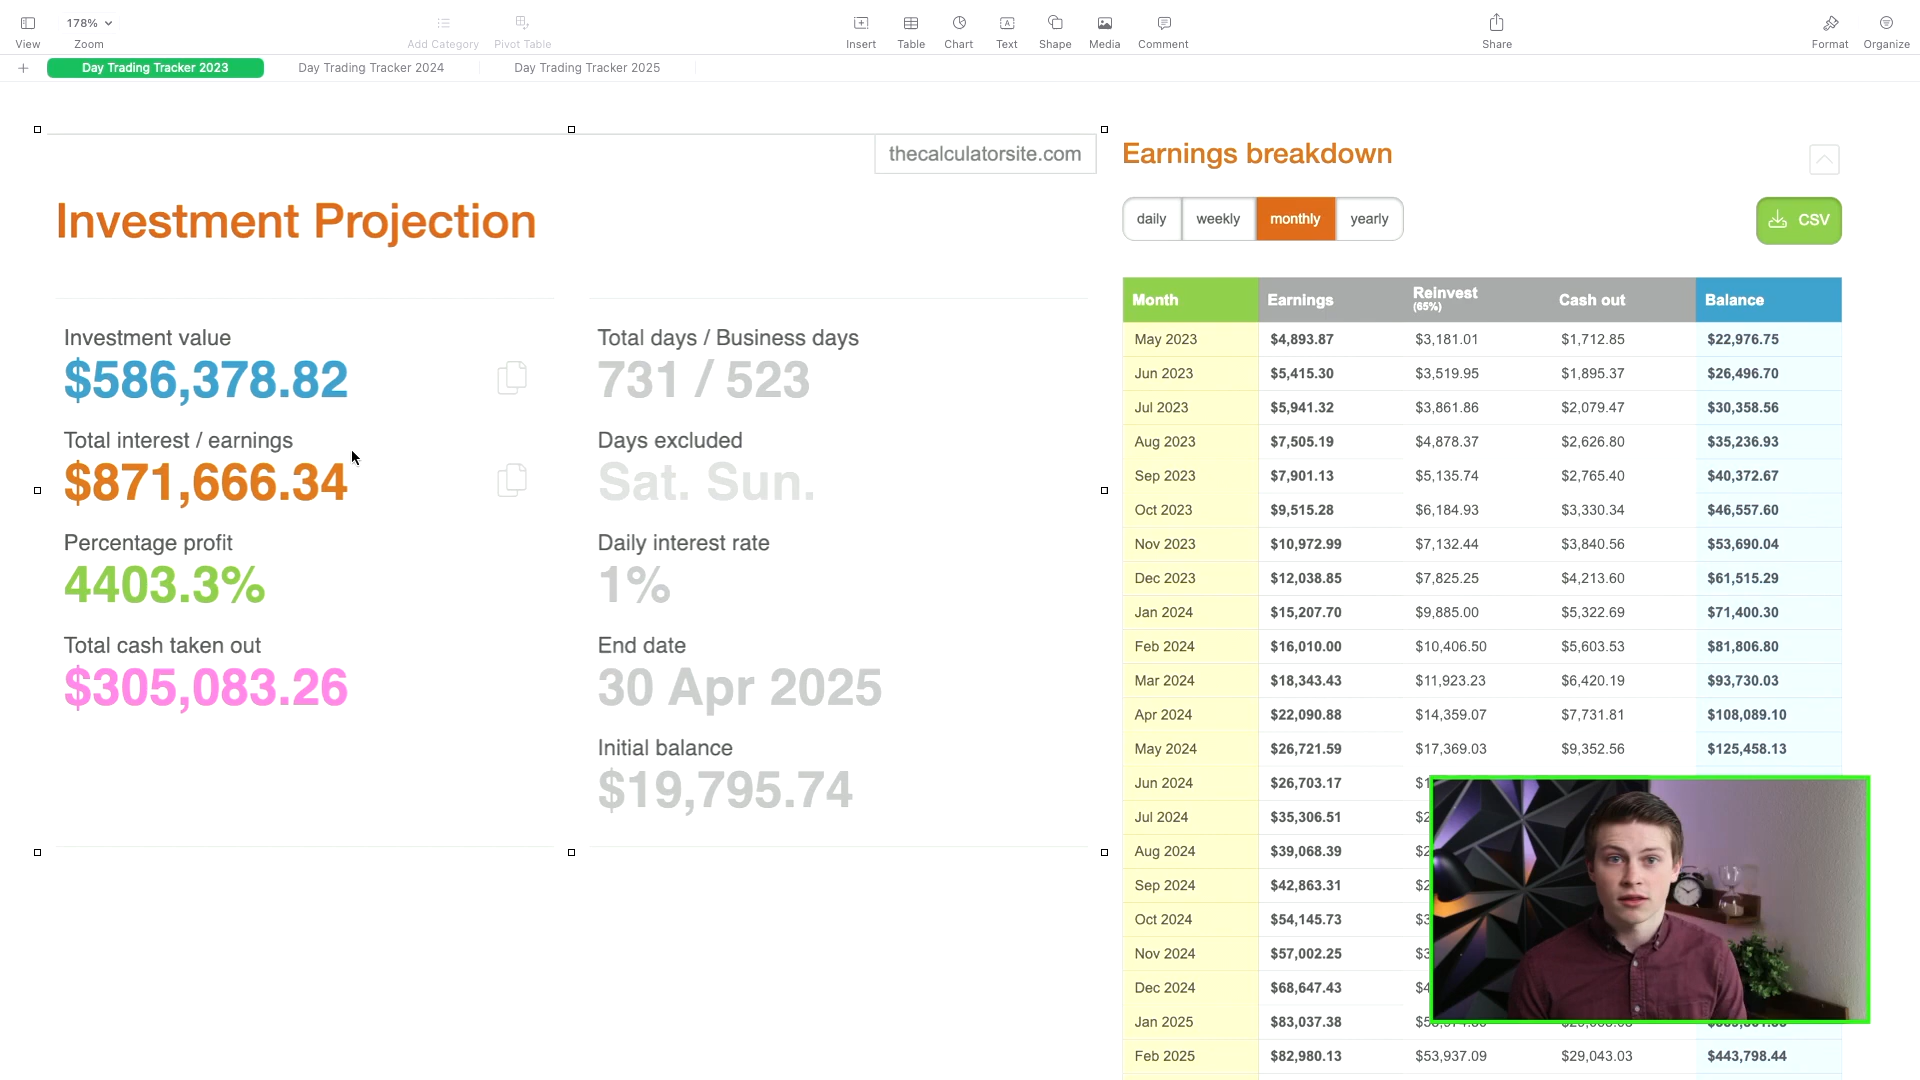 View
178%
Zoom
Add Category
Pivot Table
Insert
Table
Chart
Text
Shape
Media
Comment
Share
Format
Organize
Day Trading Tracker 2023
Day Trading Tracker 2024
Day Trading Tracker 2025
thecalculatorsite.com
Investment Projection
Investment value
$586,378.82
Total interest / earnings
$871,666.34
Percentage profit
4403.3%
Total cash taken out
$305,083.26
Total days / Business days
731 / 523
Days excluded
Sat. Sun.
Daily interest rate
1%
End date
30 Apr 2025
Initial balance
$19,795.74
Earnings breakdown
daily weekly monthly yearly
CSV
Month Earnings Reinvest (65%) Cash out Balance
May 2023 $4,893.87 $3,181.01 $1,712.85 $22,976.75
Jun 2023 $5,415.30 $3,519.95 $1,895.37 $26,496.70
Jul 2023 $5,941.32 $3,861.86 $2,079.47 $30,358.56
Aug 2023 $7,505.19 $4,878.37 $2,626.80 $35,236.93
Sep 2023 $7,901.13 $5,135.74 $2,765.40 $40,372.67
Oct 2023 $9,515.28 $6,184.93 $3,330.34 $46,557.60
Nov 2023 $10,972.99 $7,132.44 $3,840.56 $53,690.04
Dec 2023 $12,038.85 $7,825.25 $4,213.60 $61,515.29
Jan 2024 $15,207.70 $9,885.00 $5,322.69 $71,400.30
Feb 2024 $16,010.00 $10,406.50 $5,603.53 $81,806.80
Mar 2024 $18,343.43 $11,923.23 $6,420.19 $93,730.03
Apr 2024 $22,090.88 $14,359.07 $7,731.81 $108,089.10
May 2024 $26,721.59 $17,369.03 $9,352.56 $125,458.13
Jun 2024 $26,703.17
Jul 2024 $35,306.51
Aug 2024 $39,068.39
Sep 2024 $42,863.31
Oct 2024 $54,145.73
Nov 2024 $57,002.25
Dec 2024 $68,647.43
Jan 2025 $83,037.38
Feb 2025 $82,980.13 $53,937.09 $29,043.03 $443,798.44